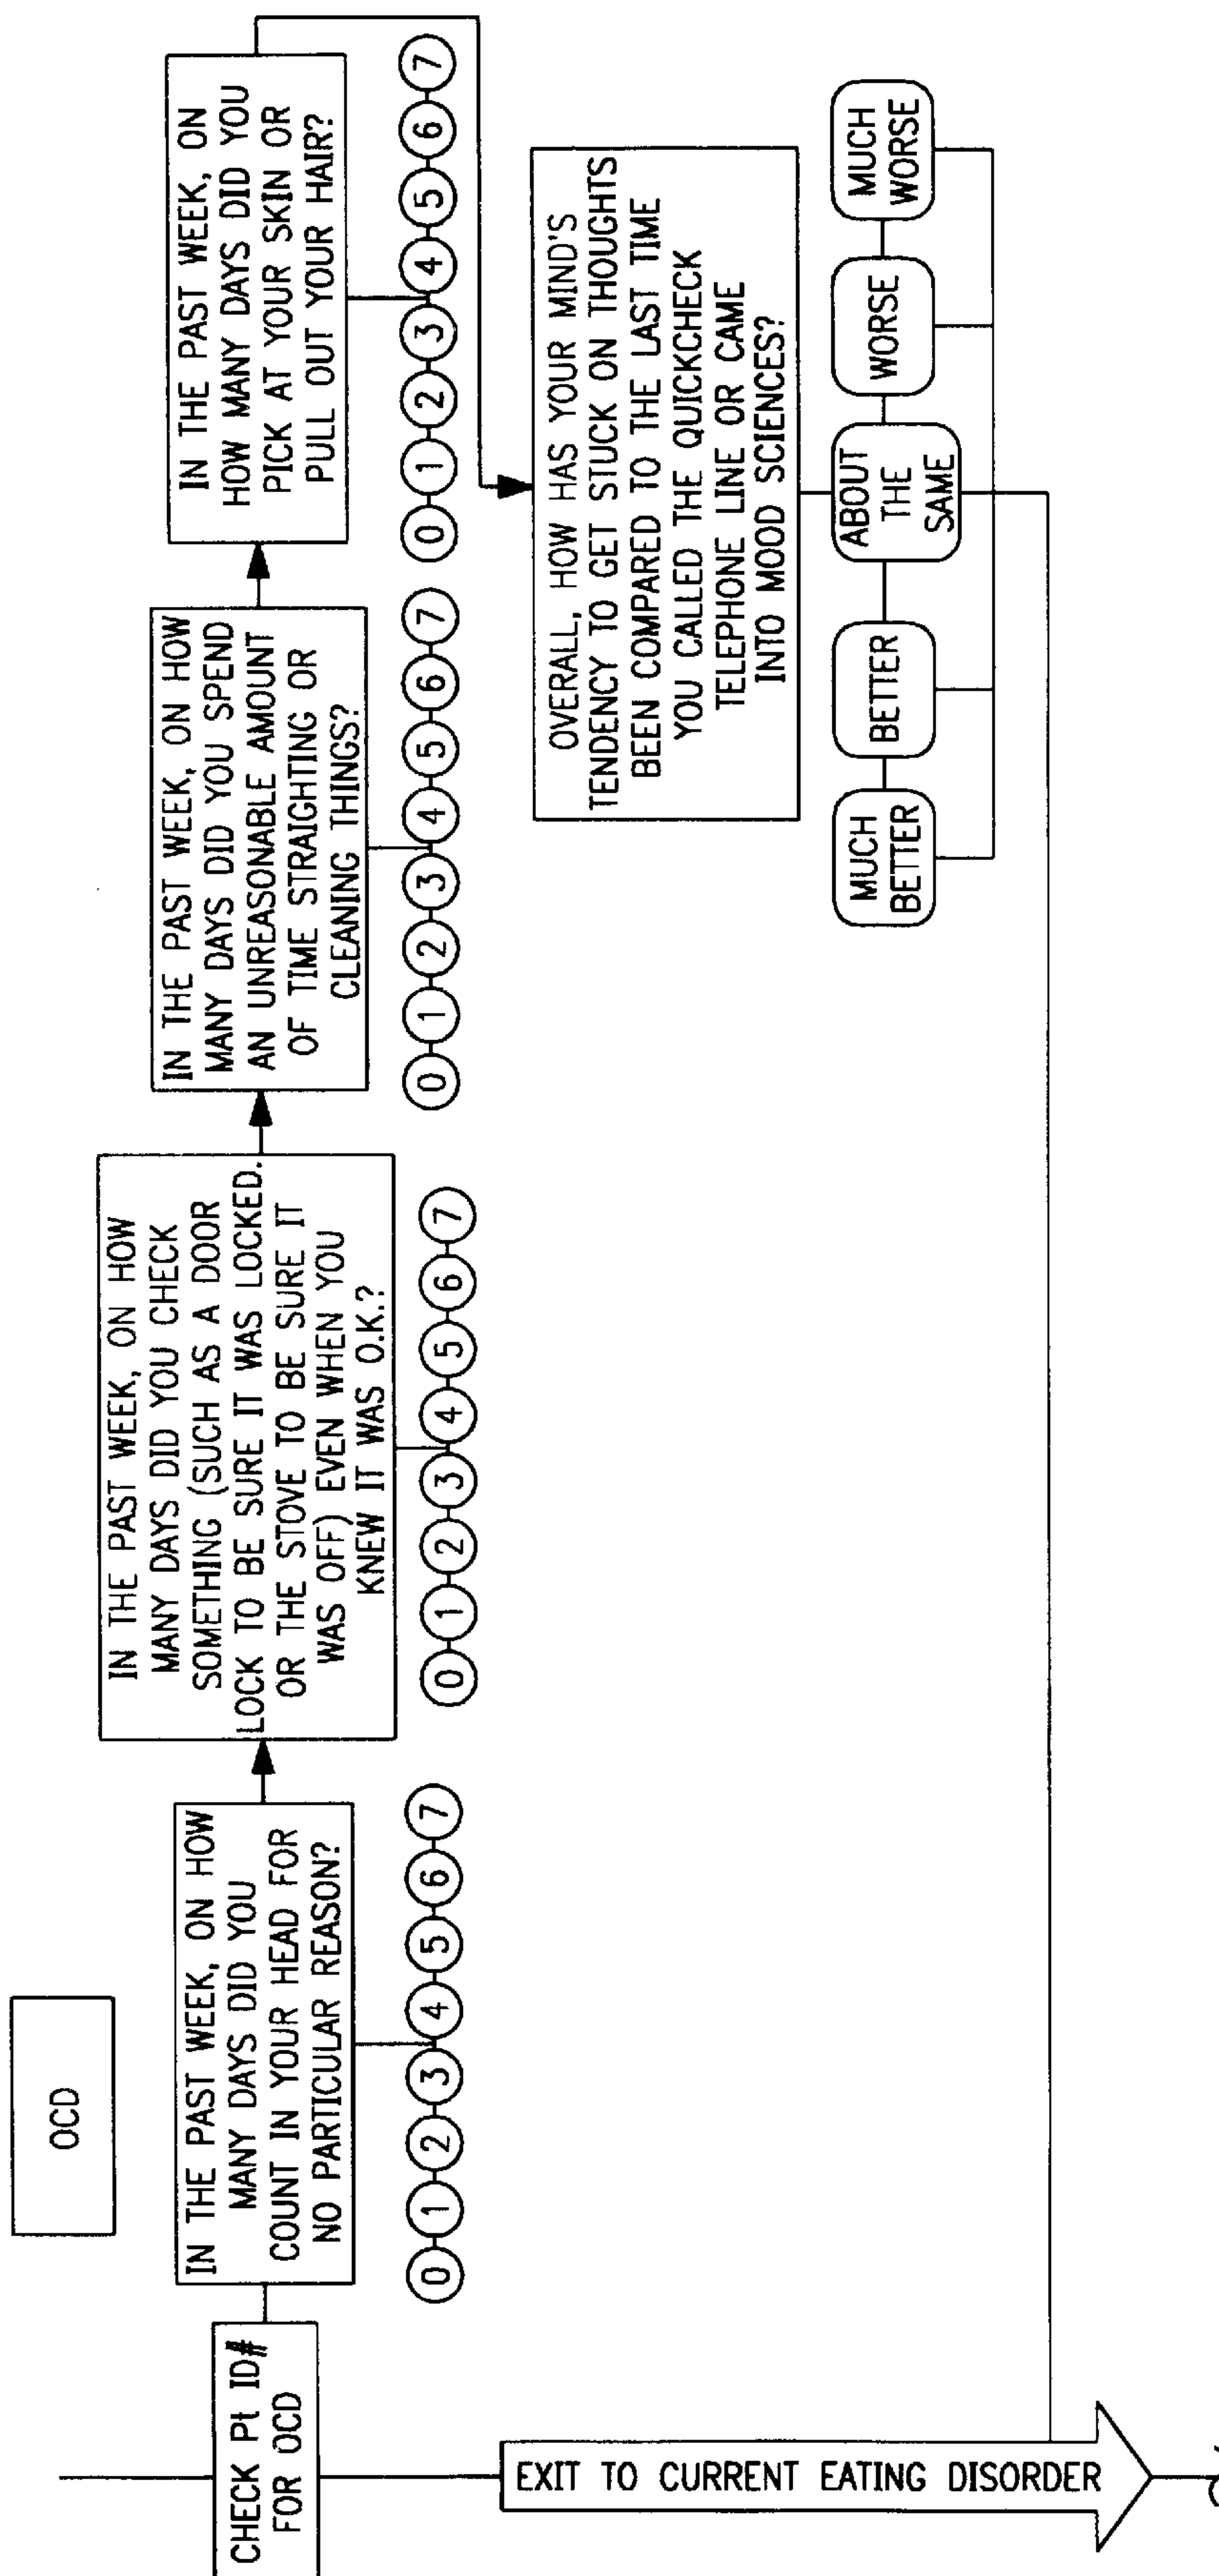 OCD
CHECK Pt ID#
FOR OCD
IN THE PAST WEEK, ON HOW
MANY DAYS DID YOU
COUNT IN YOUR HEAD FOR
NO PARTICULAR REASON?
0 1 2 3 4 5 6 7
IN THE PAST WEEK, ON HOW
MANY DAYS DID YOU CHECK
SOMETHING (SUCH AS A DOOR
LOCK TO BE SURE IT WAS LOCKED.
OR THE STOVE TO BE SURE IT
WAS OFF) EVEN WHEN YOU
KNEW IT WAS O.K.?
0 1 2 3 4 5 6 7
IN THE PAST WEEK, ON HOW
MANY DAYS DID YOU SPEND
AN UNREASONABLE AMOUNT
OF TIME STRAIGHTING OR
CLEANING THINGS?
0 1 2 3 4 5 6 7
IN THE PAST WEEK, ON
HOW MANY DAYS DID YOU
PICK AT YOUR SKIN OR
PULL OUT YOUR HAIR?
0 1 2 3 4 5 6 7
OVERALL, HOW HAS YOUR MIND'S
TENDENCY TO GET STUCK ON THOUGHTS
BEEN COMPARED TO THE LAST TIME
YOU CALLED THE QUICKCHECK
TELEPHONE LINE OR CAME
INTO MOOD SCIENCES?
MUCH
BETTER
BETTER
ABOUT
THE
SAME
WORSE
MUCH
WORSE
EXIT TO CURRENT EATING DISORDER